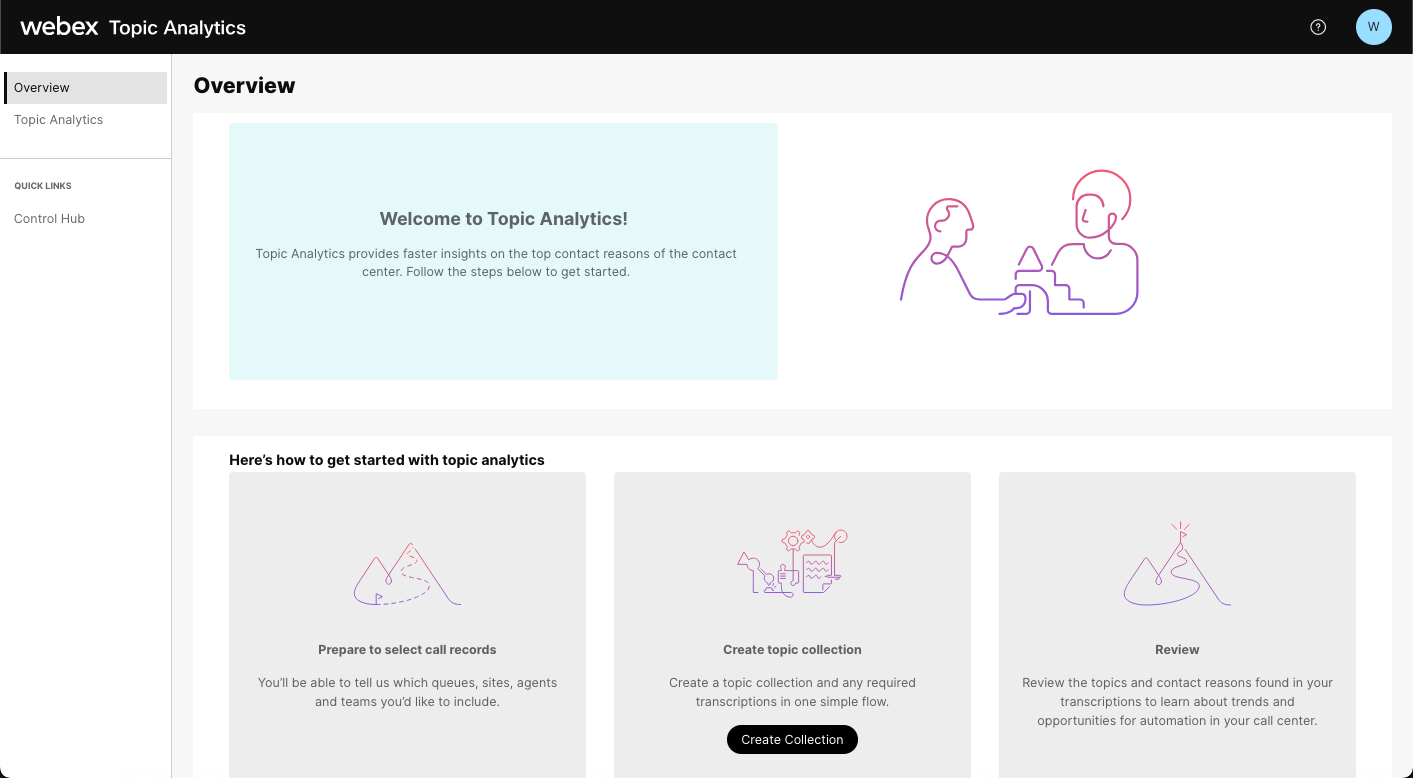 webex Topic Analytics
W
Overview
Topic Analytics
QUICK LINKS
Control Hub
Overview
Welcome to Topic Analytics!
Topic Analytics provides faster insights on the top contact reasons of the contact
center. Follow the steps below to get started.
Here's how to get started with topic analytics
Prepare to select call records
You'll be able to tell us which queues, sites, agents
and teams you'd like to include.
Create topic collection
Create a topic collection and any required
transcriptions in one simple flow.
Create Collection
Review
Review the topics and contact reasons found in your
transcriptions to learn about trends and
opportunities for automation in your call center.